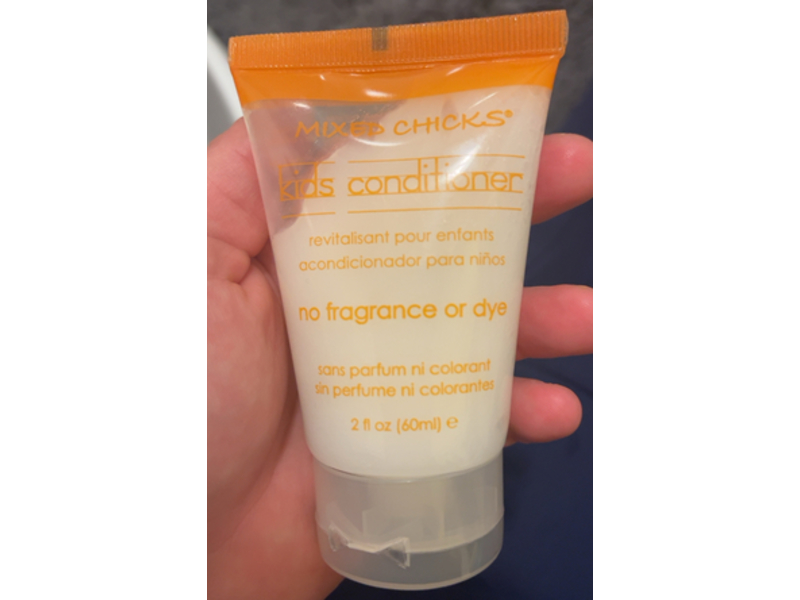 MIXED CHICKS®
kids conditioner
revitalisant pour enfants
acondicionador para niños
no fragrance or dye
sans parfum ni colorant
sin perfume ni colorantes
2 fl oz (60ml) ℮